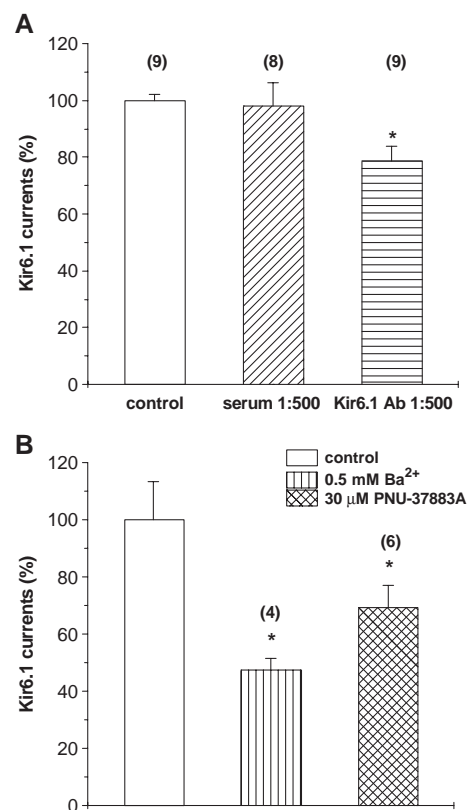 A
120
(9) (8) (9)
100
*
80
60
40
20
0
Kir6.1 currents (%)
control serum 1:500 Kir6.1 Ab 1:500
B
120
control
0.5 mM Ba²⁺
30 μM PNU-37883A
100
(6)
*
80
60
(4)
*
40
20
0
Kir6.1 currents (%)